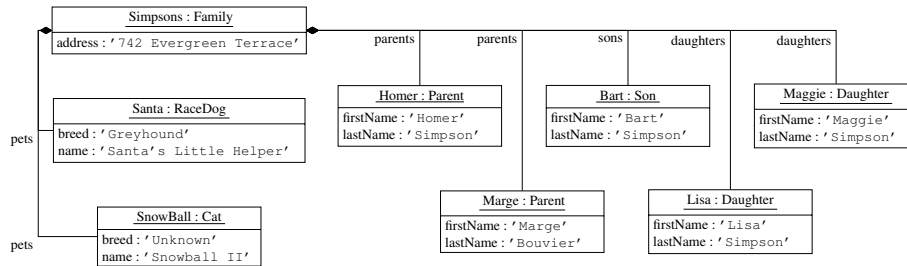 Simpsons : Family
address : '742 Evergreen Terrace'
parents
parents
sons
daughters
daughters
Homer : Parent
firstName : 'Homer'
lastName : 'Simpson'
Bart : Son
firstName : 'Bart'
lastName : 'Simpson'
Maggie : Daughter
firstName : 'Maggie'
lastName : 'Simpson'
Santa : RaceDog
breed : 'Greyhound'
name : 'Santa's Little Helper'
pets
Marge : Parent
firstName : 'Marge'
lastName : 'Bouvier'
Lisa : Daughter
firstName : 'Lisa'
lastName : 'Simpson'
SnowBall : Cat
breed : 'Unknown'
name : 'Snowball II'
pets